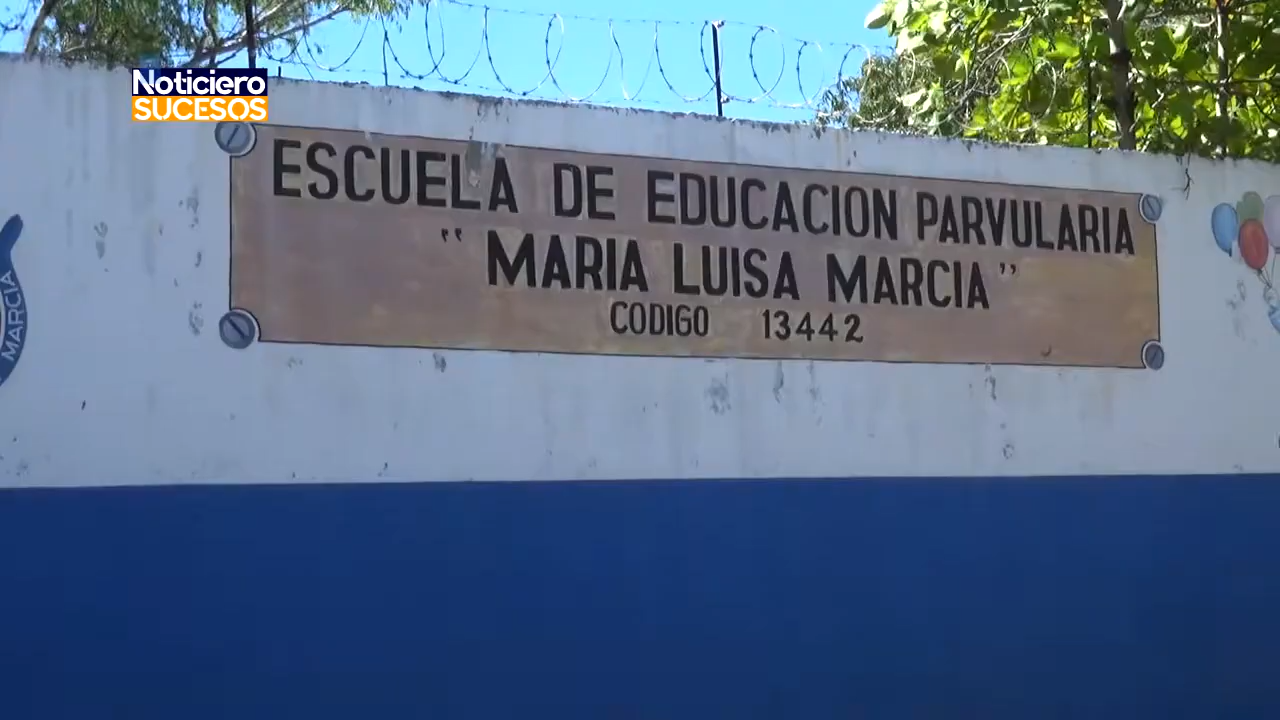 Noticiero
SUCESOS
ESCUELA DE EDUCACION PARVULARIA
" MARIA LUISA MARCIA "
CODIGO 13442
MARCIA